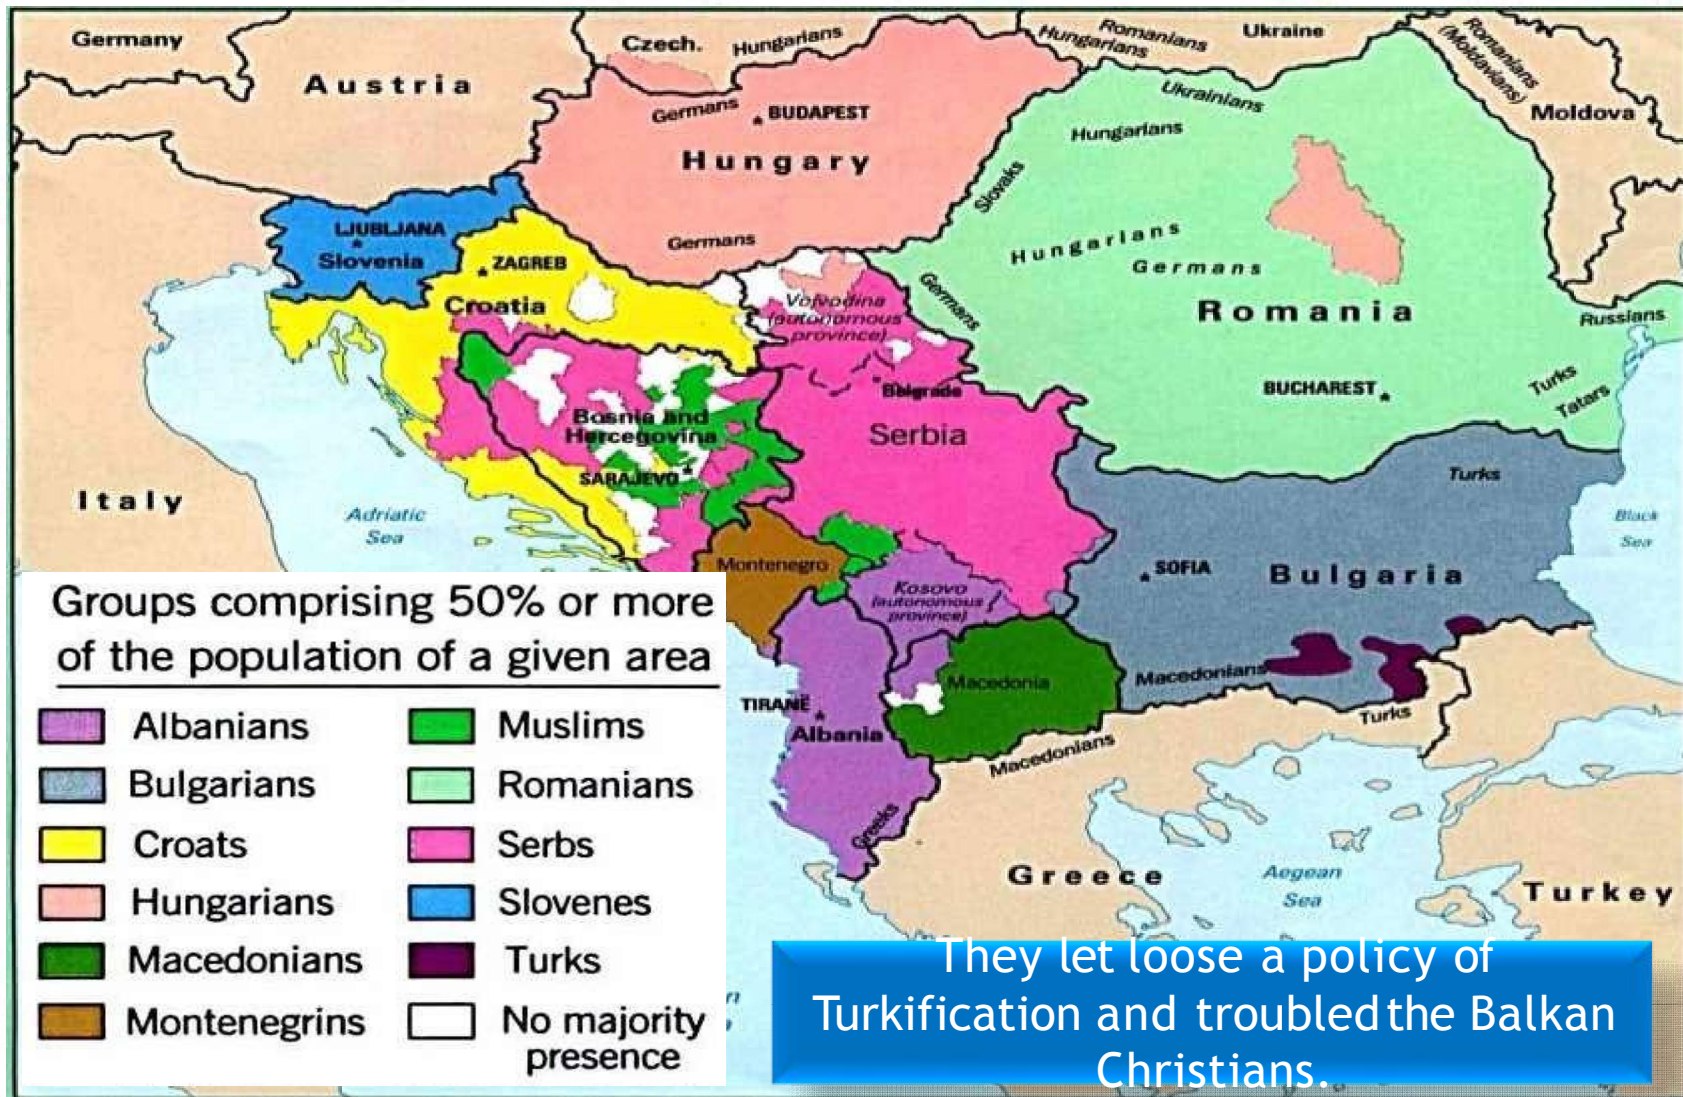 Germany
Austria
Czech.
Hungarians
Hungarians
Romanians
Ukraine
Romanians
(Moldavians)
Moldova
Germans
BUDAPEST
Hungary
Ukrainians
Hungarians
Slovaks
LJUBLJANA
Slovenia
ZAGREB
Croatia
Germans
Hungarians
Germans
Romania
Germans
Russians
Vojvodina
(autonomous
province)
Belgrade
BUCHAREST
Turks
Tatars
Bosnia and
Hercegovina
SARAJEVO
Serbia
Italy
Adriatic
Sea
Turks
Black
Sea
Montenegro
Kosovo
(autonomous
province)
SOFIA
Bulgaria
Macedonia
Macedonians
TIRANË
Albania
Turks
Macedonians
Greeks
Greece
Aegean
Sea
Turkey
Groups comprising 50% or more
of the population of a given area
Albanians
Muslims
Bulgarians
Romanians
Croats
Serbs
Hungarians
Slovenes
Macedonians
Turks
Montenegrins
No majority
presence
They let loose a policy of
Turkification and troubled the Balkan
Christians.